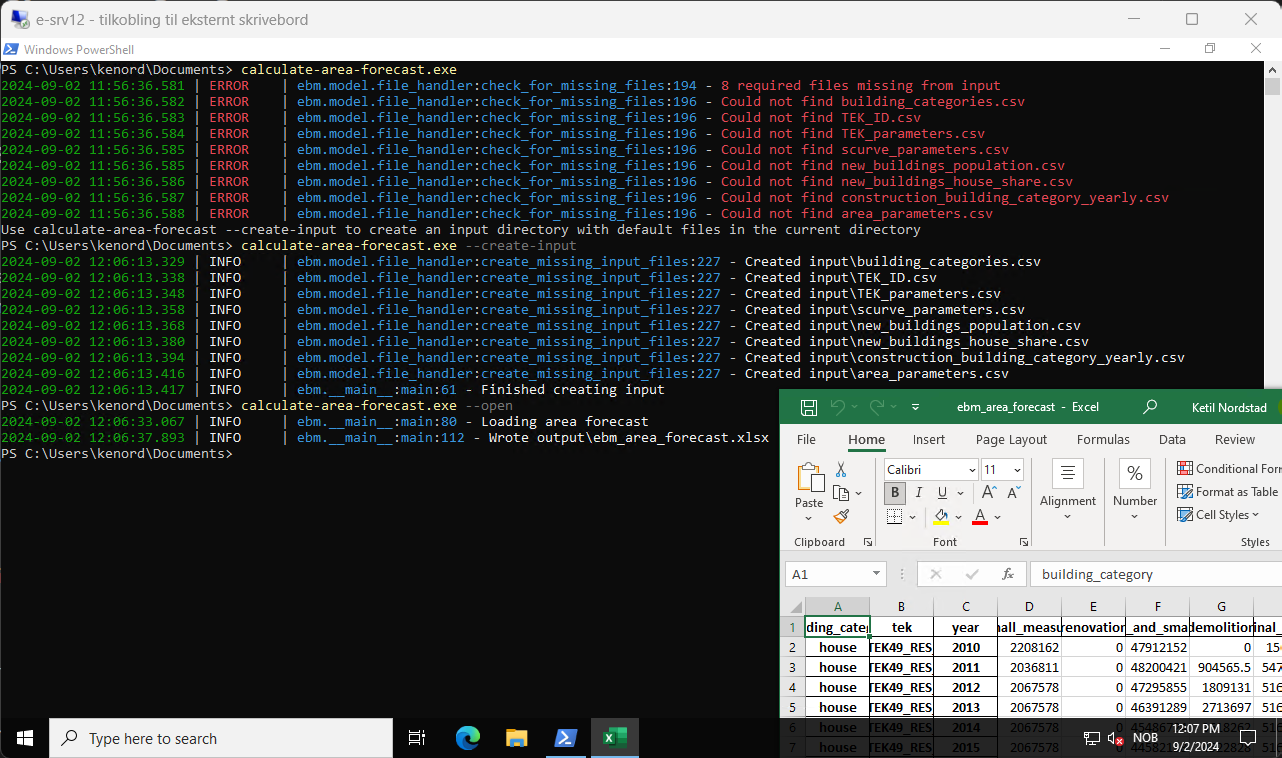 e-srv12 - tilkobling til eksternt skrivebord
Windows PowerShell
PS C:\Users\kenord\Documents> calculate-area-forecast.exe
2024-09-02 11:56:36.581 | ERROR    | ebm.model.file_handler:check_for_missing_files:194 - 8 required files missing from input
2024-09-02 11:56:36.582 | ERROR    | ebm.model.file_handler:check_for_missing_files:196 - Could not find building_categories.csv
2024-09-02 11:56:36.583 | ERROR    | ebm.model.file_handler:check_for_missing_files:196 - Could not find TEK_ID.csv
2024-09-02 11:56:36.584 | ERROR    | ebm.model.file_handler:check_for_missing_files:196 - Could not find TEK_parameters.csv
2024-09-02 11:56:36.585 | ERROR    | ebm.model.file_handler:check_for_missing_files:196 - Could not find scurve_parameters.csv
2024-09-02 11:56:36.585 | ERROR    | ebm.model.file_handler:check_for_missing_files:196 - Could not find new_buildings_population.csv
2024-09-02 11:56:36.586 | ERROR    | ebm.model.file_handler:check_for_missing_files:196 - Could not find new_buildings_house_share.csv
2024-09-02 11:56:36.587 | ERROR    | ebm.model.file_handler:check_for_missing_files:196 - Could not find construction_building_category_yearly.csv
2024-09-02 11:56:36.588 | ERROR    | ebm.model.file_handler:check_for_missing_files:196 - Could not find area_parameters.csv
Use calculate-area-forecast --create-input to create an input directory with default files in the current directory
PS C:\Users\kenord\Documents> calculate-area-forecast.exe --create-input
2024-09-02 12:06:13.329 | INFO     | ebm.model.file_handler:create_missing_input_files:227 - Created input\building_categories.csv
2024-09-02 12:06:13.338 | INFO     | ebm.model.file_handler:create_missing_input_files:227 - Created input\TEK_ID.csv
2024-09-02 12:06:13.348 | INFO     | ebm.model.file_handler:create_missing_input_files:227 - Created input\TEK_parameters.csv
2024-09-02 12:06:13.358 | INFO     | ebm.model.file_handler:create_missing_input_files:227 - Created input\scurve_parameters.csv
2024-09-02 12:06:13.368 | INFO     | ebm.model.file_handler:create_missing_input_files:227 - Created input\new_buildings_population.csv
2024-09-02 12:06:13.380 | INFO     | ebm.model.file_handler:create_missing_input_files:227 - Created input\new_buildings_house_share.csv
2024-09-02 12:06:13.394 | INFO     | ebm.model.file_handler:create_missing_input_files:227 - Created input\construction_building_category_yearly.csv
2024-09-02 12:06:13.416 | INFO     | ebm.model.file_handler:create_missing_input_files:227 - Created input\area_parameters.csv
2024-09-02 12:06:13.417 | INFO     | ebm.__main__:main:61 - Finished creating input
PS C:\Users\kenord\Documents> calculate-area-forecast.exe --open
2024-09-02 12:06:33.067 | INFO     | ebm.__main__:main:80 - Loading area forecast
2024-09-02 12:06:37.893 | INFO     | ebm.__main__:main:112 - Wrote output\ebm_area_forecast.xlsx
PS C:\Users\kenord\Documents>
ebm_area_forecast - Excel Ketil Nordstad
File Home Insert Page Layout Formulas Data Review
Calibri 11 Conditional For
Paste B I U A A Alignment Number Format as Table
Cell Styles
Clipboard Font Styles
A1 fx building_category
A B C D E F G
1 ding_cate tek year all_measu renovation _and_sma demolition inal_
2 house TEK49_RES_ 2010 2208162 0 47912152 0 15
3 house TEK49_RES_ 2011 2036811 0 48200421 904565.5 547
4 house TEK49_RES_ 2012 2067578 0 47295855 1809131 516
5 house TEK49_RES_ 2013 2067578 0 46391289 2713697 516
6 house TEK49_RES_ 2014 2067578 0
7 house TEK49_RES_ 2015 2067578 0
Type here to search NOB 12:07 PM
9/2/2024